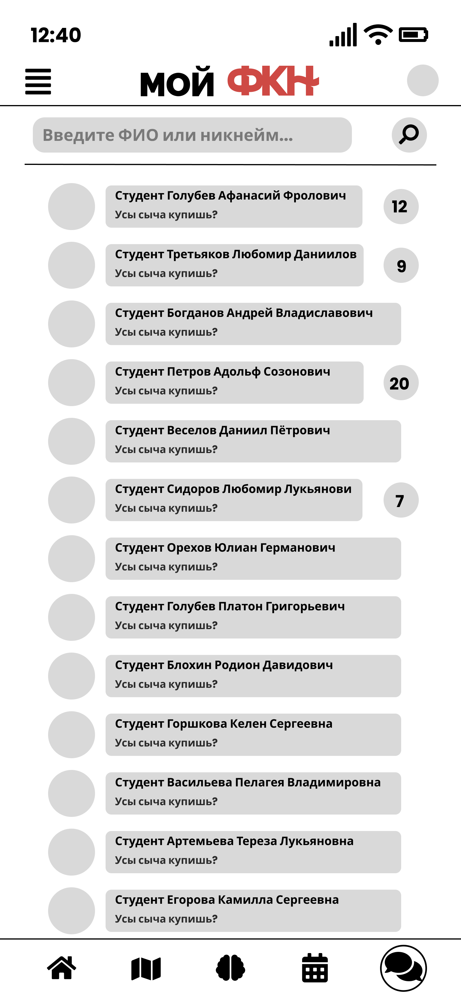 12:40
МОЙ ФКН
Введите ФИО или никнейм...
Студент Голубев Афанасий Фролович
Усы сыча купишь?
12
Студент Третьяков Любомир Даниилов
Усы сыча купишь?
9
Студент Богданов Андрей Владиславович
Усы сыча купишь?
Студент Петров Адольф Созонович
Усы сыча купишь?
20
Студент Веселов Даниил Пётрович
Усы сыча купишь?
Студент Сидоров Любомир Лукьянови
Усы сыча купишь?
7
Студент Орехов Юлиан Германович
Усы сыча купишь?
Студент Голубев Платон Григорьевич
Усы сыча купишь?
Студент Блохин Родион Давидович
Усы сыча купишь?
Студент Горшкова Келен Сергеевна
Усы сыча купишь?
Студент Васильева Пелагея Владимировна
Усы сыча купишь?
Студент Артемьева Тереза Лукьяновна
Усы сыча купишь?
Студент Егорова Камилла Сергеевна
Усы сыча купишь?